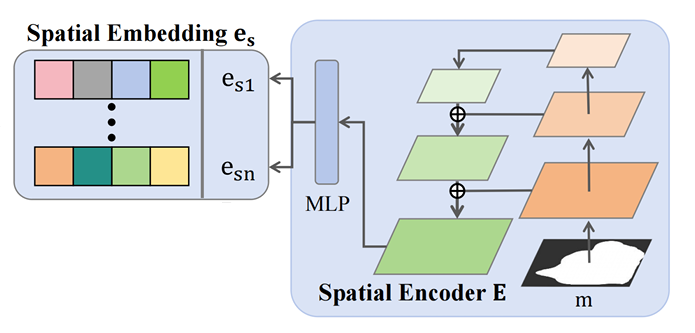 Spatial Embedding eₛ
eₛ₁
eₛₙ
MLP
Spatial Encoder E
m